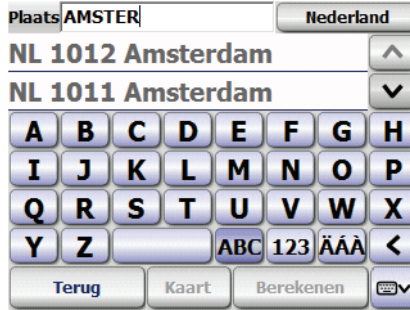 Plaats AMSTER Nederland
NL 1012 Amsterdam
NL 1011 Amsterdam
A B C D E F G H
I J K L M N O P
Q R S T U V W X
Y Z ABC 123 ÄÁÀ <
Terug Kaart Berekenen